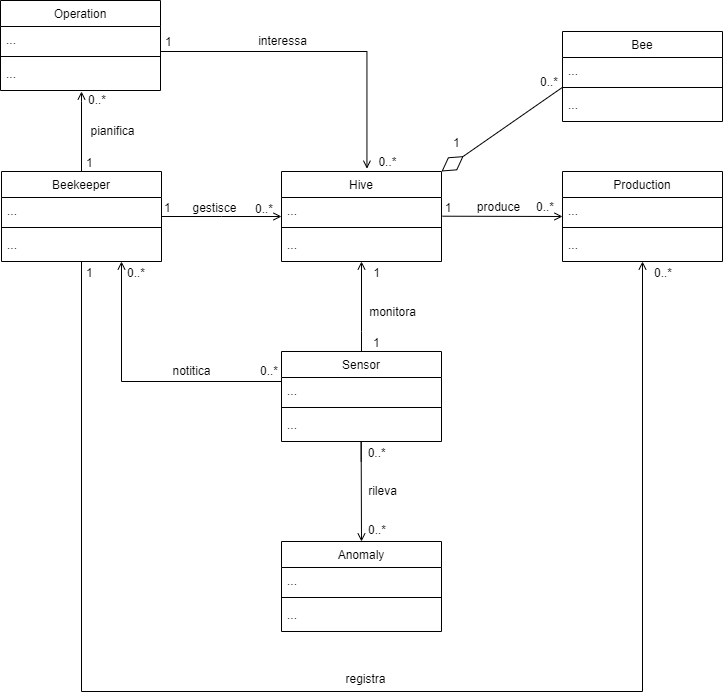 Operation
...
...
1
interessa
0..*
0..*
pianifica
1
Bee
...
...
0..*
1
Beekeeper
...
...
1
gestisce
0..*
Hive
...
...
1
produce
0..*
Production
...
...
1
0..*
1
0..*
monitora
1
notitica
0..*
Sensor
...
...
0..*
rileva
0..*
Anomaly
...
...
registra